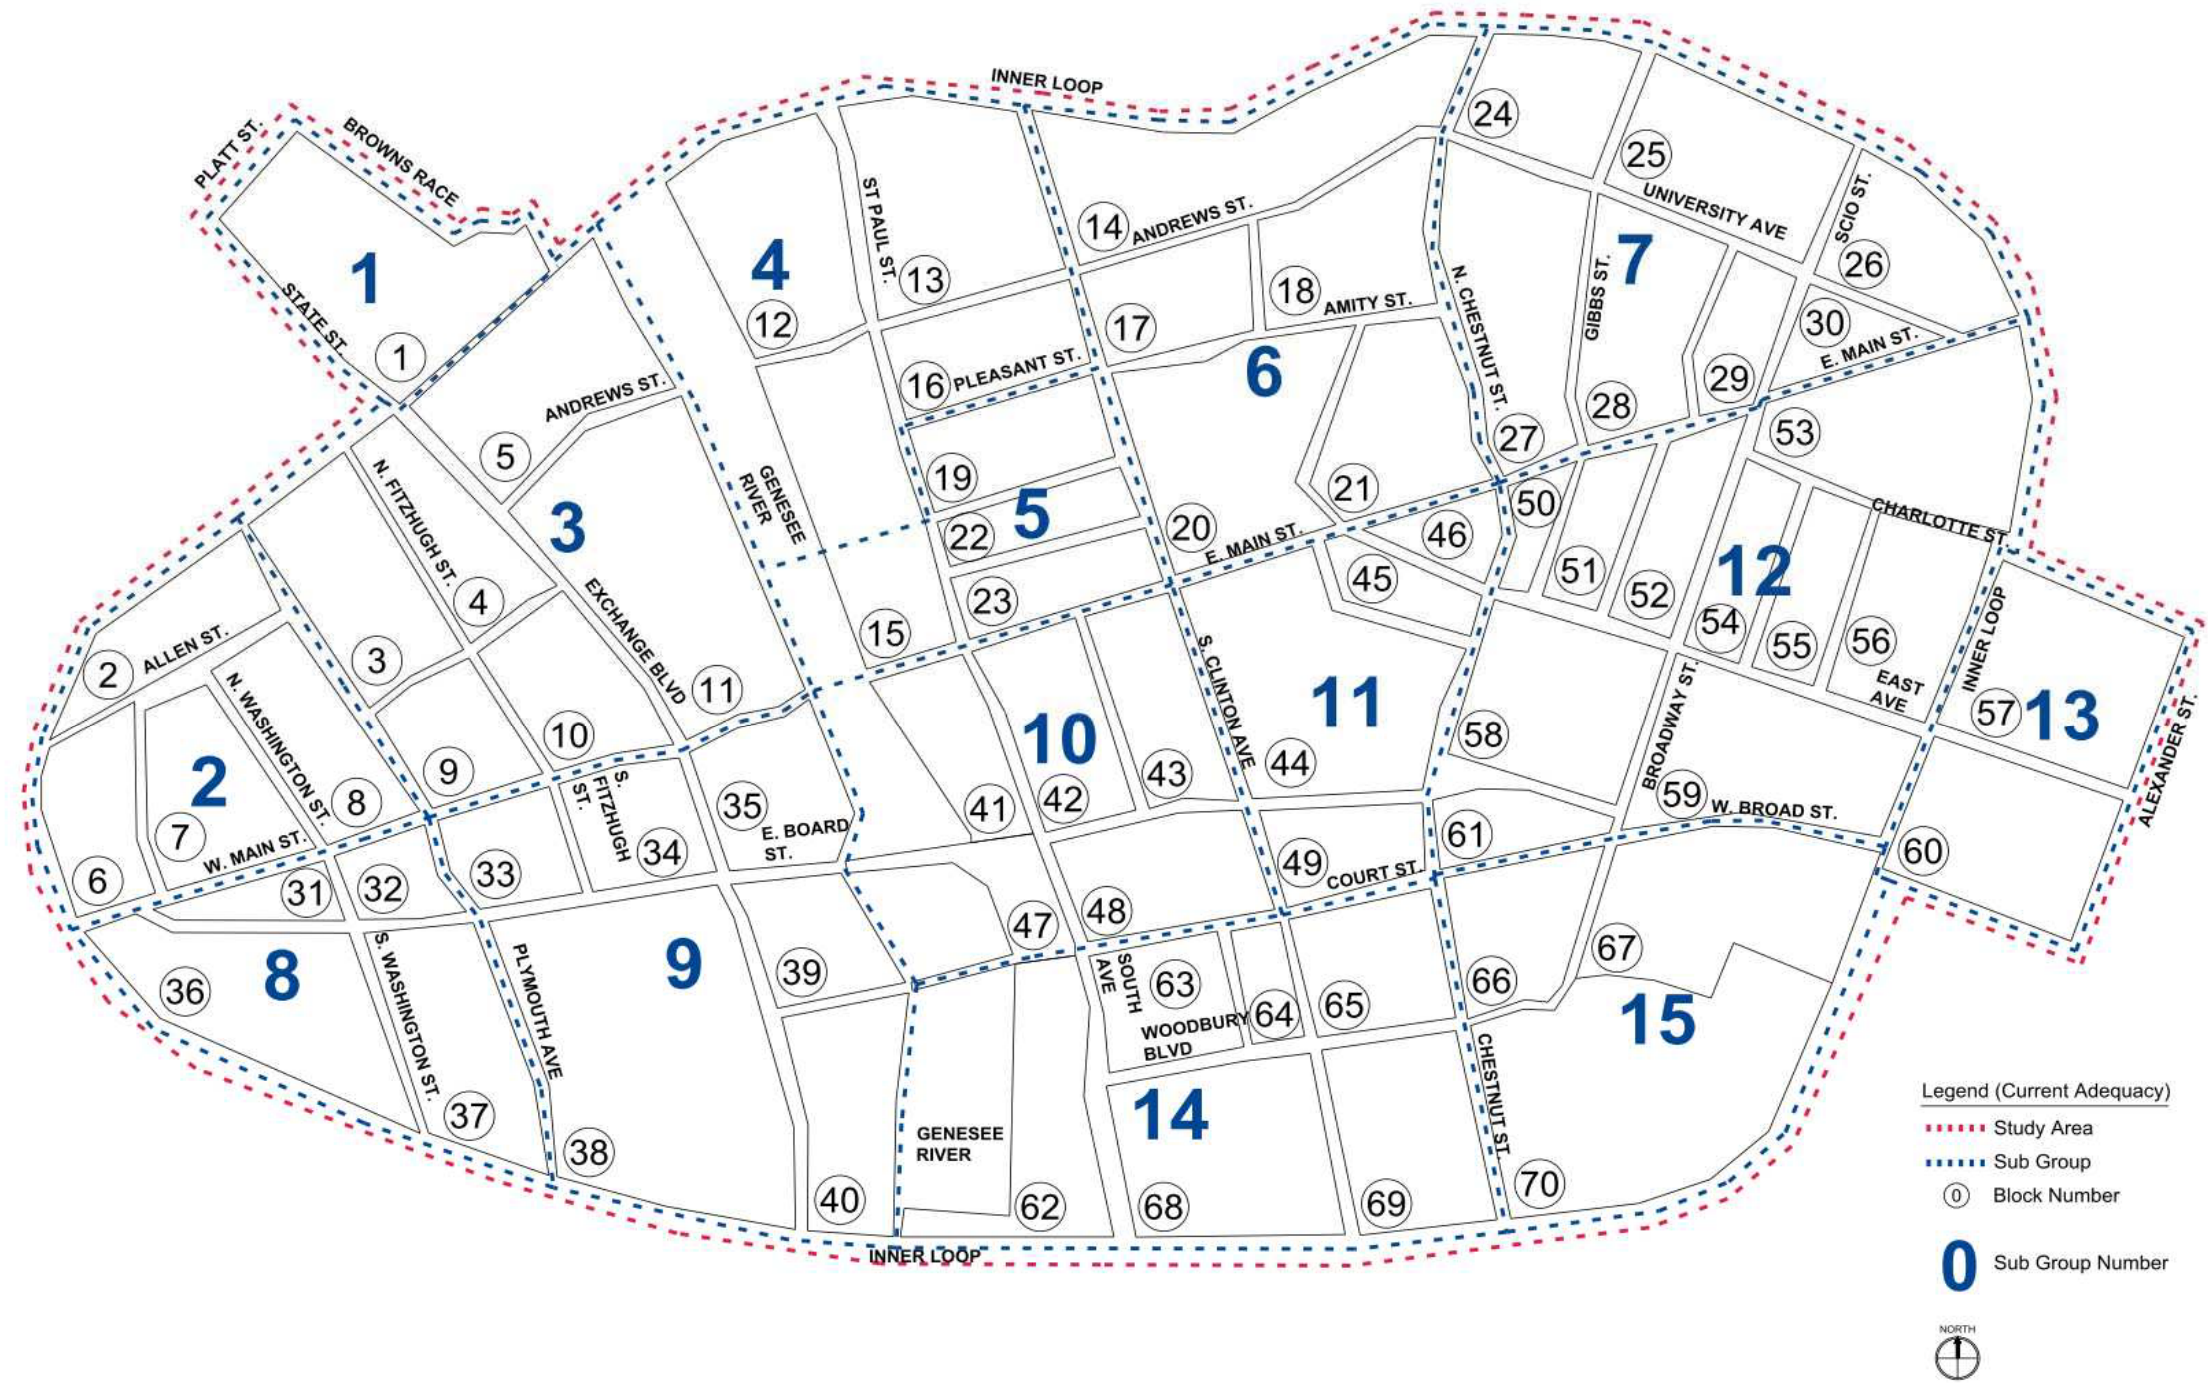 INNER LOOP
PLATT ST.
BROWNS RACE
24
25
UNIVERSITY AVE
SCIO ST.
26
ST PAUL ST.
14
ANDREWS ST.
4
13
7
GIBBS ST.
1
STATE ST.
12
17
18
AMITY ST.
N. CHESTNUT ST.
30
E. MAIN ST.
1
ANDREWS ST.
16
PLEASANT ST.
6
29
28
27
53
5
N. FITZHUGH ST.
3
GENESEE
RIVER
19
5
22
20
E. MAIN ST.
21
46
50
CHARLOTTE ST.
45
51
52
12
54
55
56
EAST
AVE
INNER LOOP
57
13
ALEXANDER ST.
4
EXCHANGE BLVD
23
15
2
ALLEN ST.
3
N. WASHINGTON ST.
11
10
9
8
2
7
W. MAIN ST.
6
S.
FITZHUGH
ST.
35
E. BOARD
ST.
34
10
41
42
43
S. CLINTON AVE
11
44
58
BROADWAY ST.
59
W. BROAD ST.
60
61
49
COURT ST.
31
32
33
47
48
36
8
S. WASHINGTON ST.
PLYMOUTH AVE
9
39
SOUTH
AVE
63
WOODBURY
BLVD
64
65
66
67
15
37
38
40
GENESEE
RIVER
62
14
68
69
CHESTNUT ST.
70
INNER LOOP
Legend (Current Adequacy)
Study Area
Sub Group
0 Block Number
0 Sub Group Number
NORTH